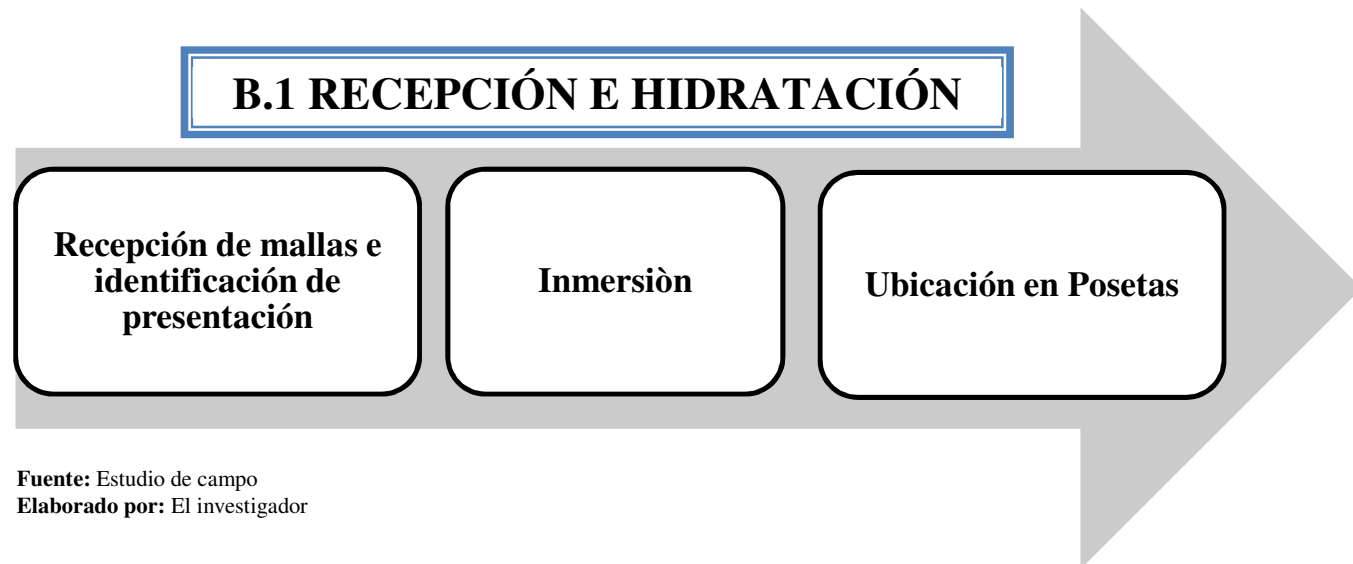 B.1 RECEPCIÓN E HIDRATACIÓN
Recepción de mallas e
identificación de
presentación
Inmersiòn
Ubicación en Posetas
Fuente: Estudio de campo
Elaborado por: El investigador